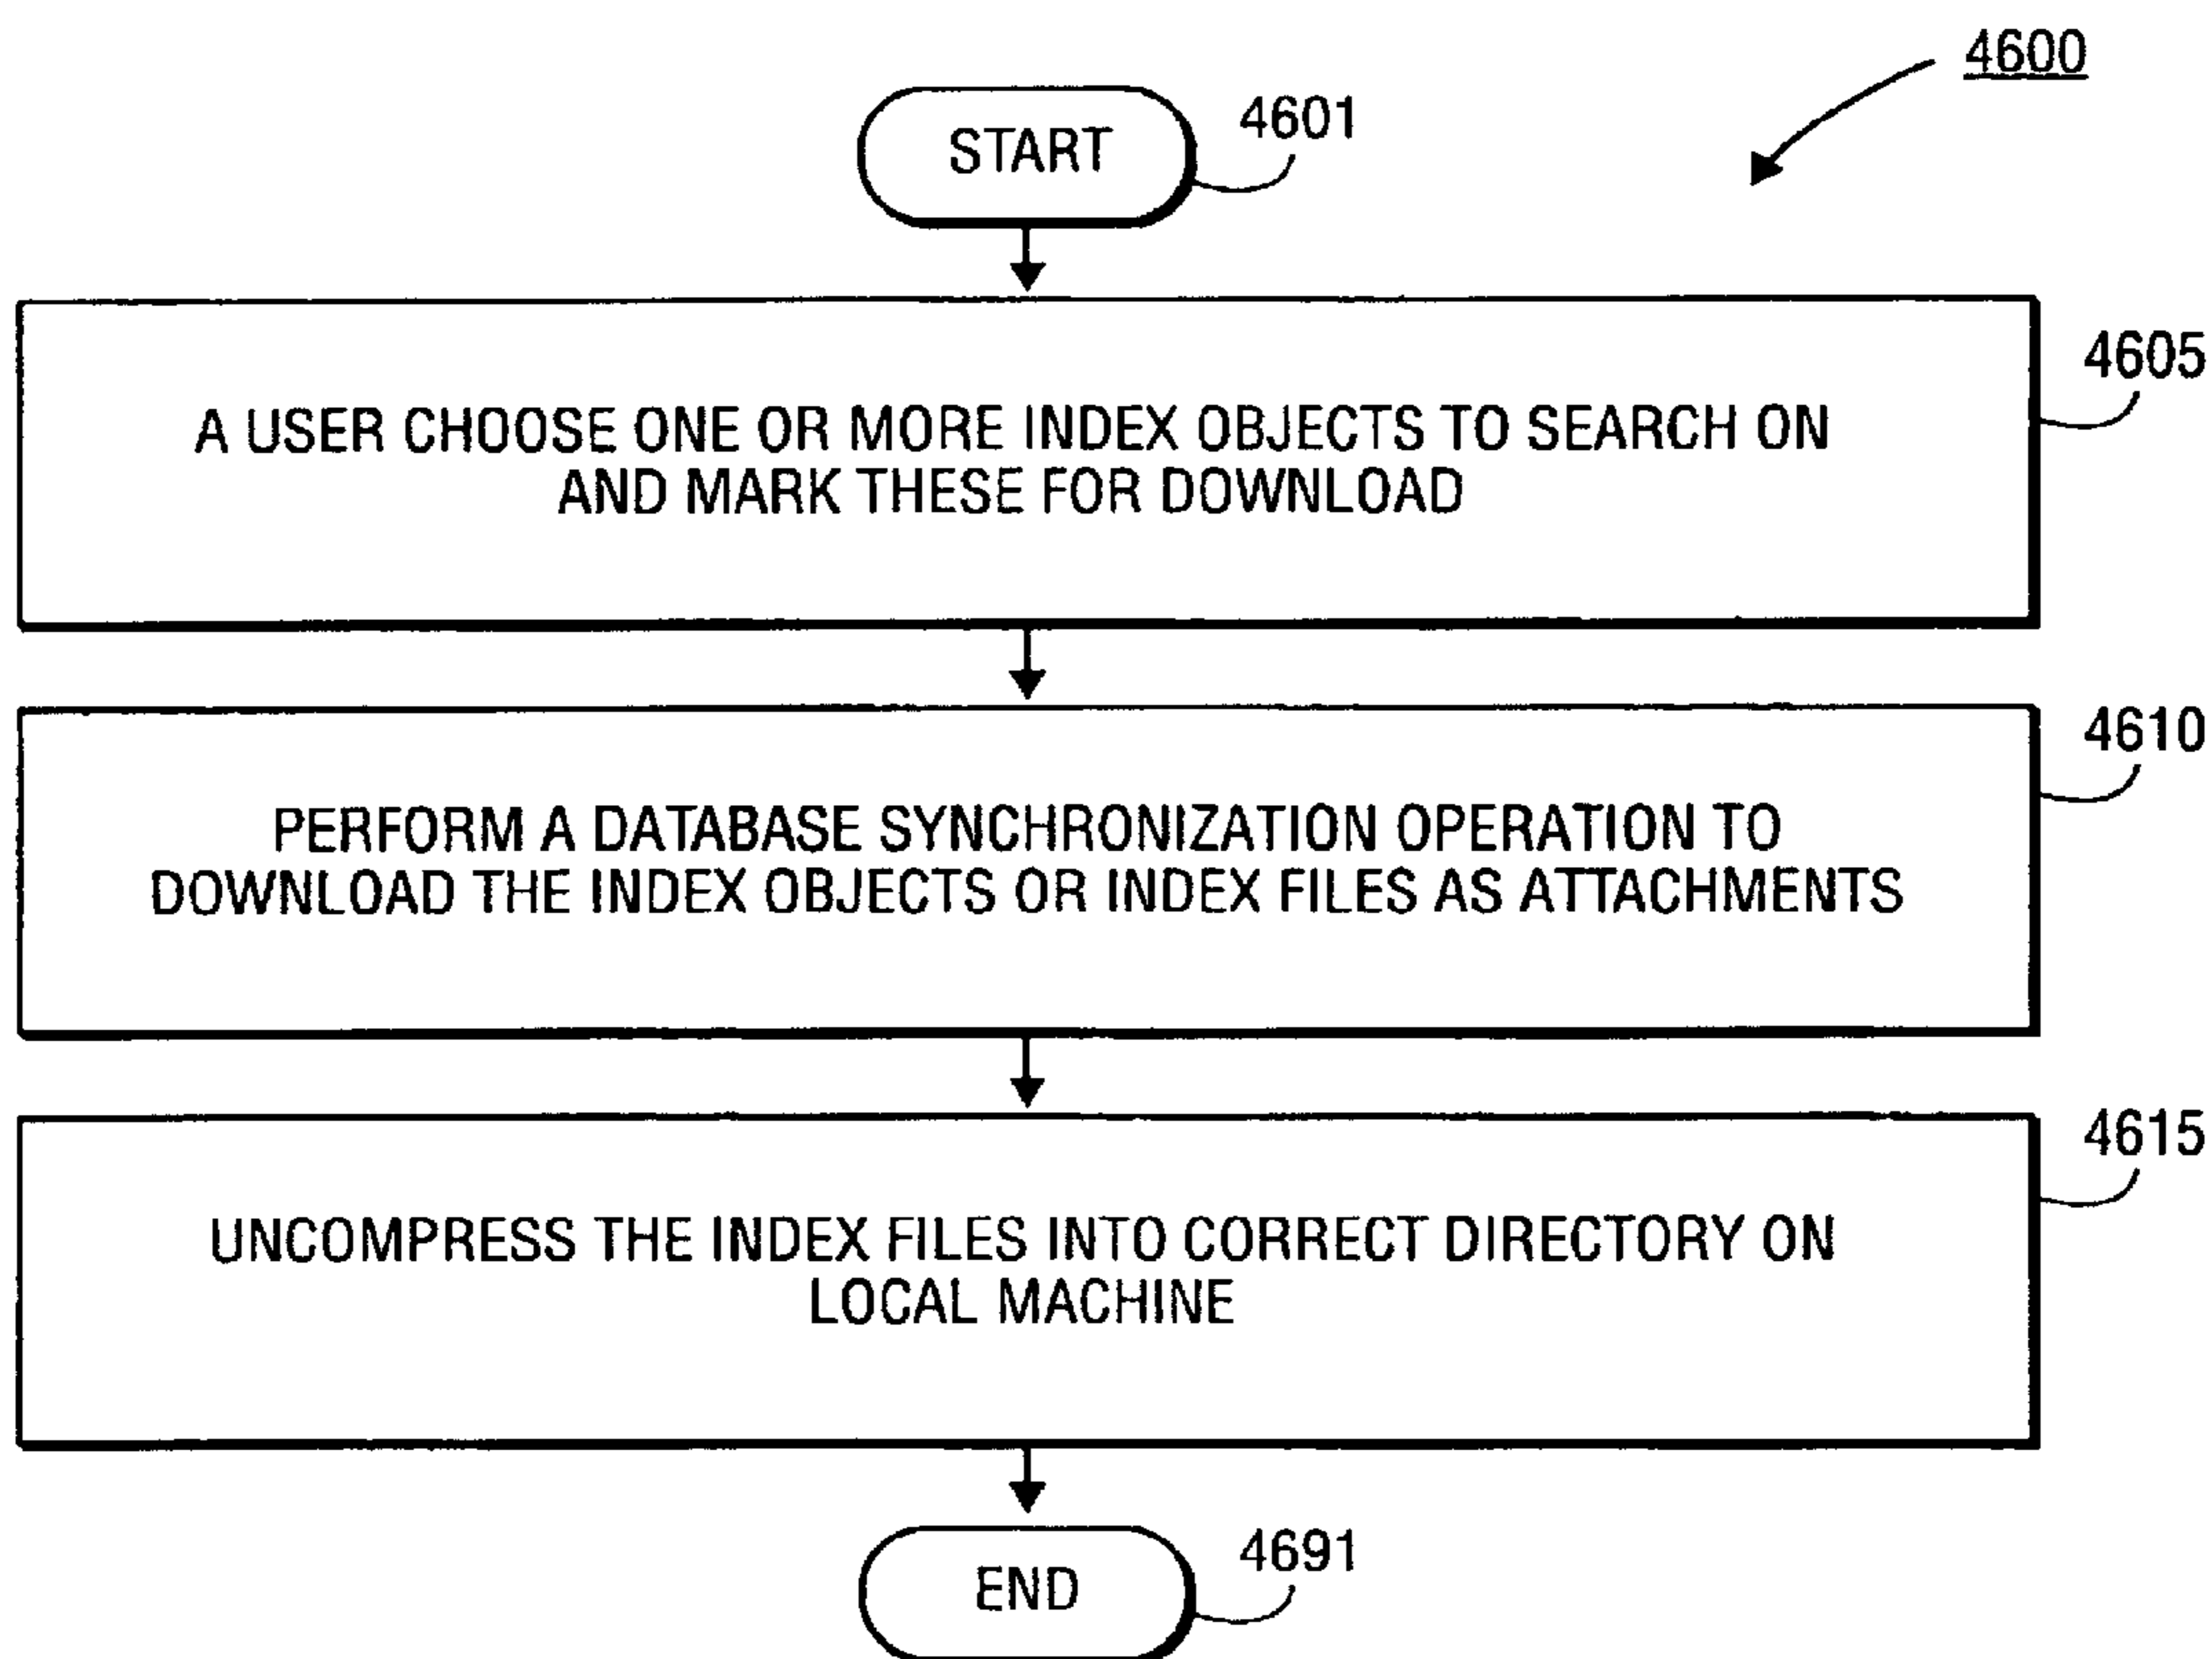 4600
START
4601
4605
A USER CHOOSE ONE OR MORE INDEX OBJECTS TO SEARCH ON
AND MARK THESE FOR DOWNLOAD
4610
PERFORM A DATABASE SYNCHRONIZATION OPERATION TO
DOWNLOAD THE INDEX OBJECTS OR INDEX FILES AS ATTACHMENTS
4615
UNCOMPRESS THE INDEX FILES INTO CORRECT DIRECTORY ON
LOCAL MACHINE
4691
END